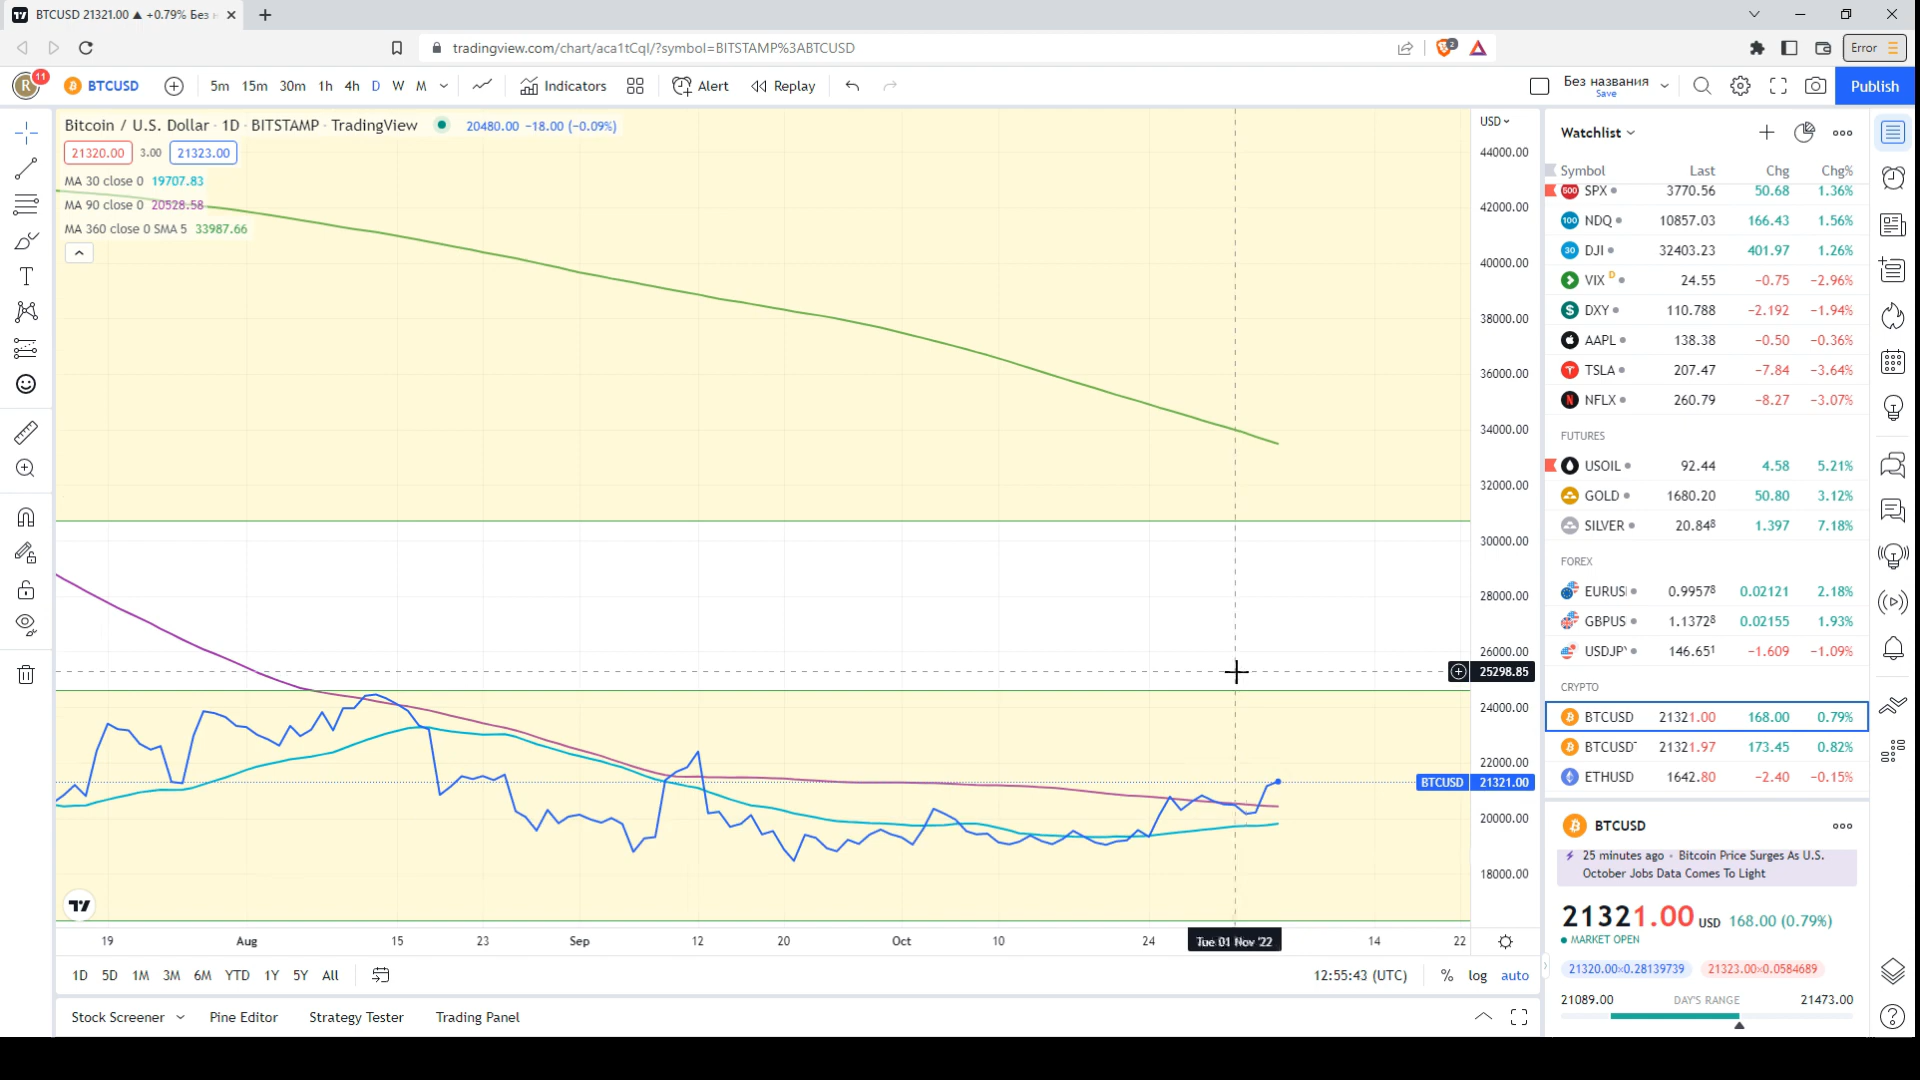 BTCUSD 21321.00 ▲ +0.79% Без
tradingview.com/chart/aca1tCql/?symbol=BITSTAMP%3ABTCUSD
2
Error
R 11 BTCUSD 5m 15m 30m 1h 4h D W M Indicators Alert Replay Без названия Save Publish
Bitcoin / U.S. Dollar · 1D · BITSTAMP · TradingView 20480.00 −18.00 (−0.09%)
21320.00 3.00 21323.00
MA 30 close 0 19707.83
MA 90 close 0 20528.58
MA 360 close 0 SMA 5 33987.66
USD
44000.00
42000.00
40000.00
38000.00
36000.00
34000.00
32000.00
30000.00
28000.00
26000.00
25298.85
24000.00
22000.00
BTCUSD 21321.00
20000.00
18000.00
19 Aug 15 23 Sep 12 20 Oct 10 24 Tue 01 Nov '22 14 22
1D 5D 1M 3M 6M YTD 1Y 5Y All 12:55:43 (UTC) % log auto
Stock Screener Pine Editor Strategy Tester Trading Panel
Watchlist
Symbol Last Chg Chg%
500 SPX 3770.56 50.68 1.36%
100 NDQ 10857.03 166.43 1.56%
30 DJI 32403.23 401.97 1.26%
VIX D 24.55 −0.75 −2.96%
DXY 110.788 −2.192 −1.94%
AAPL 138.38 −0.50 −0.36%
TSLA 207.47 −7.84 −3.64%
NFLX 260.79 −8.27 −3.07%
FUTURES
USOIL 92.44 4.58 5.21%
GOLD 1680.20 50.80 3.12%
SILVER 20.848 1.397 7.18%
FOREX
EURUS 0.99578 0.02121 2.18%
GBPUS 1.13728 0.02155 1.93%
USDJP 146.651 −1.609 −1.09%
CRYPTO
BTCUSD 21321.00 168.00 0.79%
BTCUSD 21321.97 173.45 0.82%
ETHUSD 1642.80 −2.40 −0.15%
BTCUSD
25 minutes ago · Bitcoin Price Surges As U.S.
October Jobs Data Comes To Light
21321.00 USD 168.00 (0.79%)
MARKET OPEN
21320.00×0.28139739 21323.00×0.0584689
21089.00 DAY'S RANGE 21473.00